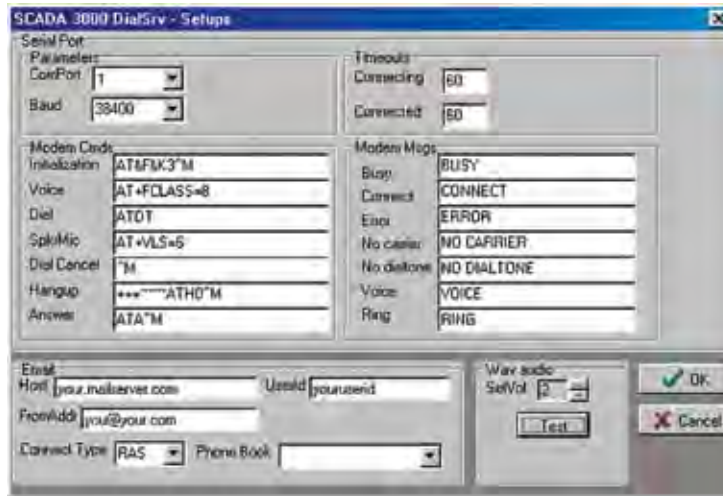 SCADA 3000 DialSrv - Setups
Serial Port
Parameters
ComPort 1
Baud 38400
Timeouts
Connecting 60
Connected 60
Modem Cmds
Initialization AT&F&K3^M
Voice AT+FCLASS=8
Dial ATDT
Spkr/Mic AT+VLS=6
Dial Cancel ^M
Hangup
Answer ATA^M
Modem Msgs
Busy BUSY
Connect CONNECT
Error ERROR
No carrier NO CARRIER
No dialtone NO DIALTONE
Voice VOICE
Ring RING
Email
Host your.mailserver.com
UserId youruserid
FromAddr you@your.com
Connect Type RAS
Phone Book
Wav audio
SetVol 2
Test
OK
Cancel